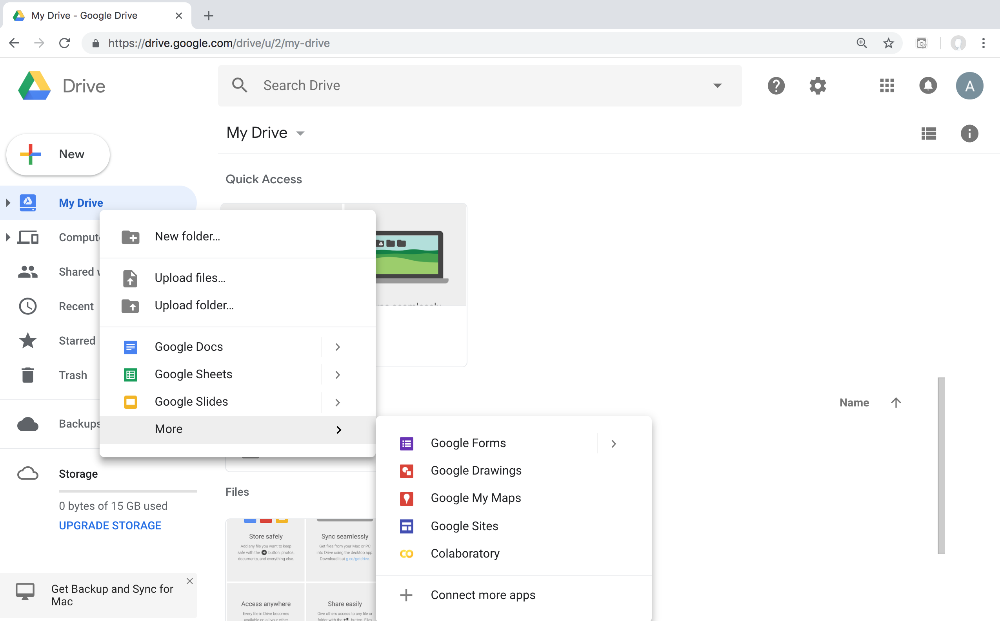 My Drive - Google Drive
https://drive.google.com/drive/u/2/my-drive
Drive
Search Drive
A
My Drive
New
Quick Access
My Drive
Shared
Recent
Starred
Trash
Backups
New folder...
Upload files...
Upload folder...
Google Docs
Google Sheets
Google Slides
More
Name
Google Forms
Google Drawings
Google My Maps
Google Sites
Colaboratory
Connect more apps
Storage
0 bytes of 15 GB used
UPGRADE STORAGE
Get Backup and Sync for
Mac
Files
Store safely
Add any file you want to keep
safe with the button: photos,
documents, and everything else.
Sync seamlessly
Get files from your Mac or PC
into Drive using the desktop app.
Download it at g.co/getdrive.
Access anywhere
Every file in Drive becomes
available on all your other
Share easily
Give others access to any file or
folder with the button. Files